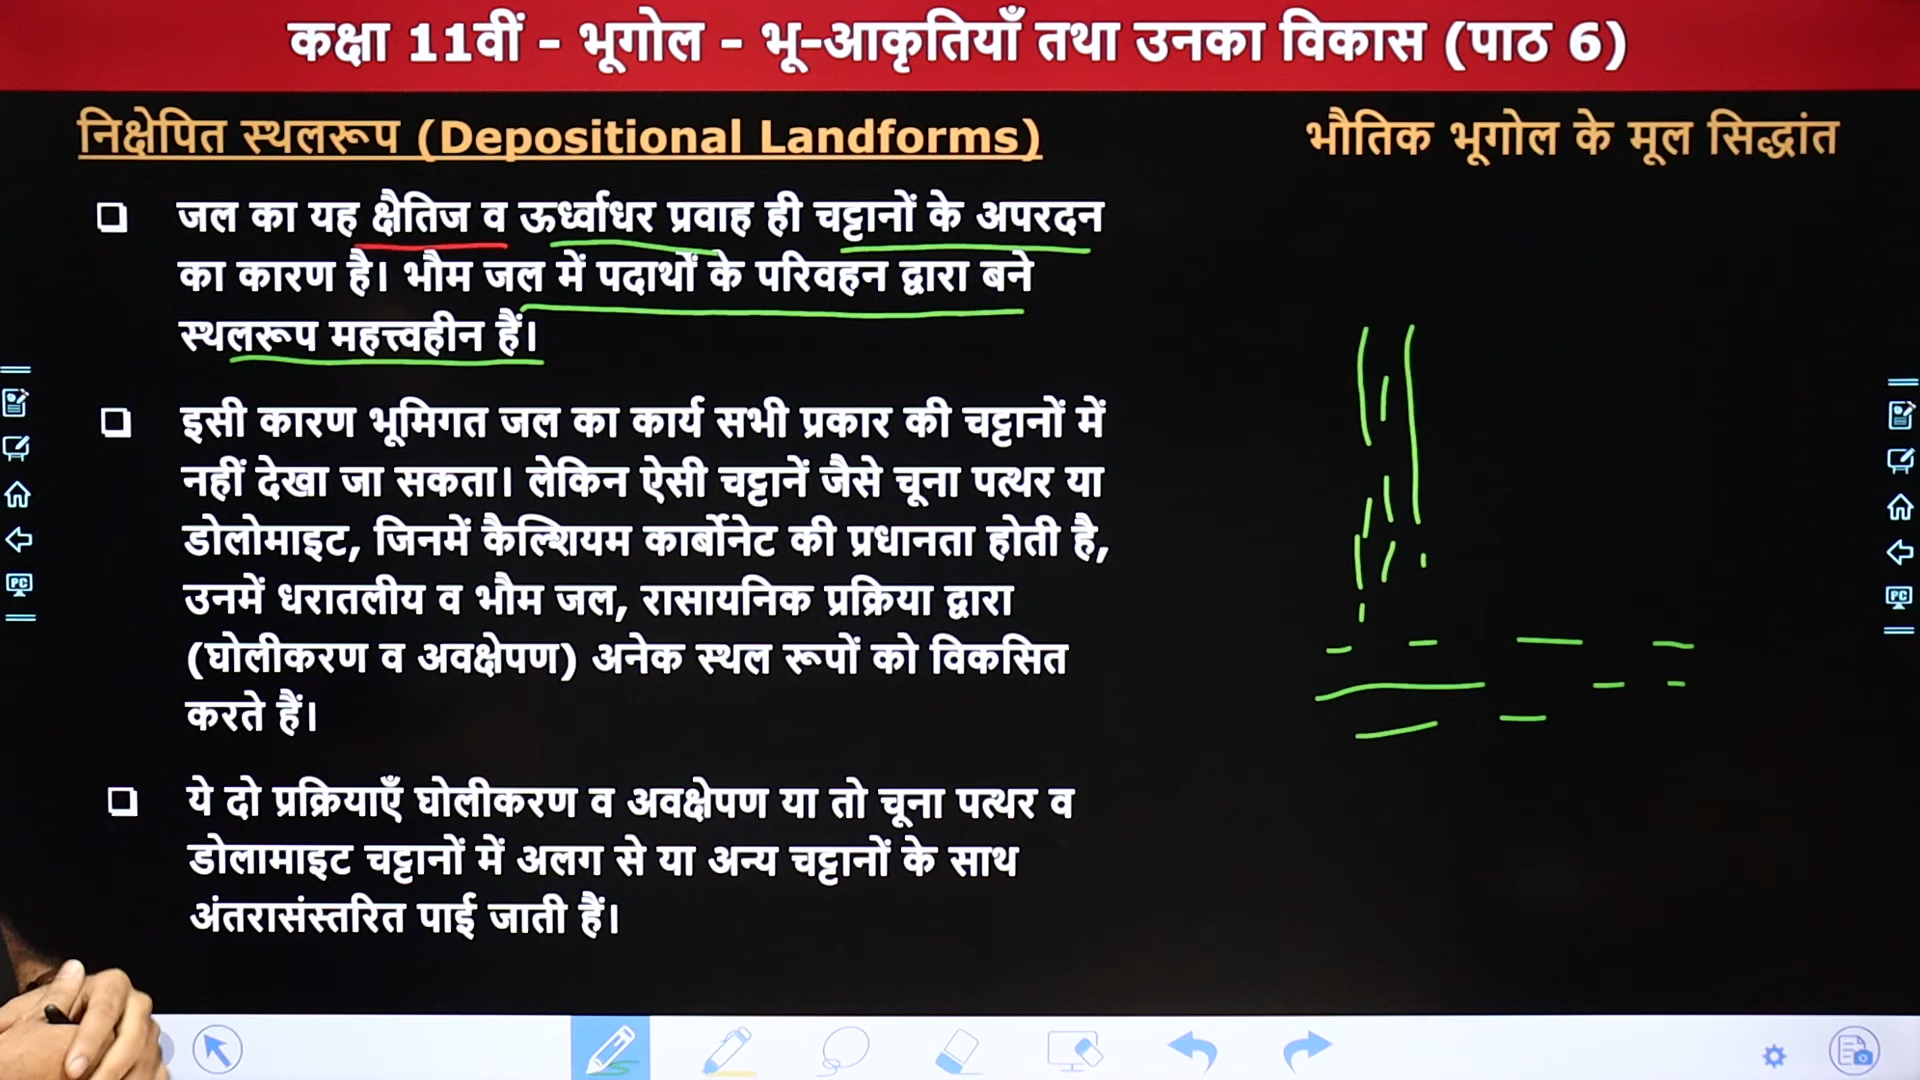 कक्षा 11वीं - भूगोल - भू-आकृतियाँ तथा उनका विकास (पाठ 6)
निक्षेपित स्थलरूप (Depositional Landforms)
भौतिक भूगोल के मूल सिद्धांत
❑ जल का यह क्षैतिज व ऊर्ध्वाधर प्रवाह ही चट्टानों के अपरदन
का कारण है। भौम जल में पदार्थों के परिवहन द्वारा बने
स्थलरूप महत्त्वहीन हैं।
❑ इसी कारण भूमिगत जल का कार्य सभी प्रकार की चट्टानों में
नहीं देखा जा सकता। लेकिन ऐसी चट्टानें जैसे चूना पत्थर या
डोलोमाइट, जिनमें कैल्शियम कार्बोनेट की प्रधानता होती है,
उनमें धरातलीय व भौम जल, रासायनिक प्रक्रिया द्वारा
(घोलीकरण व अवक्षेपण) अनेक स्थल रूपों को विकसित
करते हैं।
❑ ये दो प्रक्रियाएँ घोलीकरण व अवक्षेपण या तो चूना पत्थर व
डोलामाइट चट्टानों में अलग से या अन्य चट्टानों के साथ
अंतरासंस्तरित पाई जाती हैं।
PC
PC